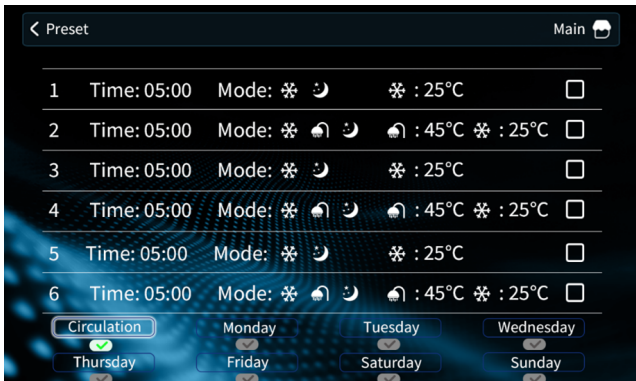 Preset Main
1 Time: 05:00 Mode: : 25°C
2 Time: 05:00 Mode: : 45°C : 25°C
3 Time: 05:00 Mode: : 25°C
4 Time: 05:00 Mode: : 45°C : 25°C
5 Time: 05:00 Mode: : 25°C
6 Time: 05:00 Mode: : 45°C : 25°C
Circulation Monday Tuesday Wednesday
Thursday Friday Saturday Sunday